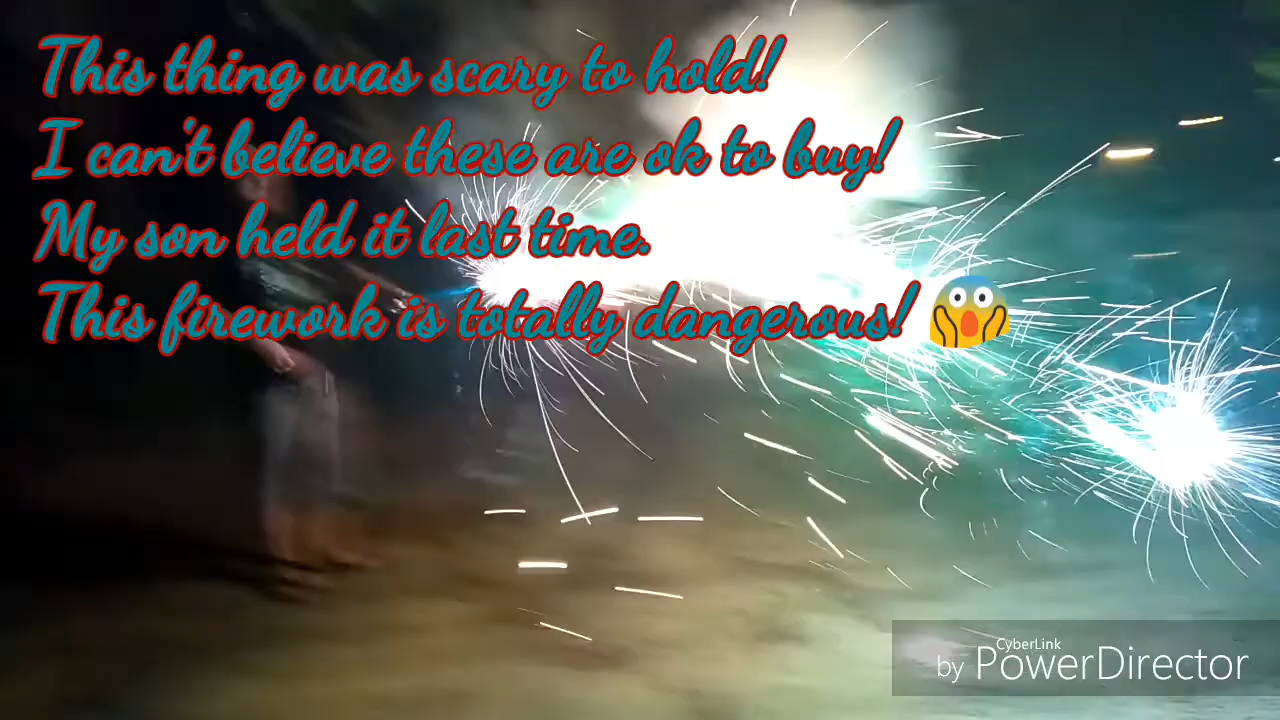 This thing was scary to hold!
I can't believe these are ok to buy!
My son held it last time.
This firework is totally dangerous! 😱
CyberLink
by PowerDirector